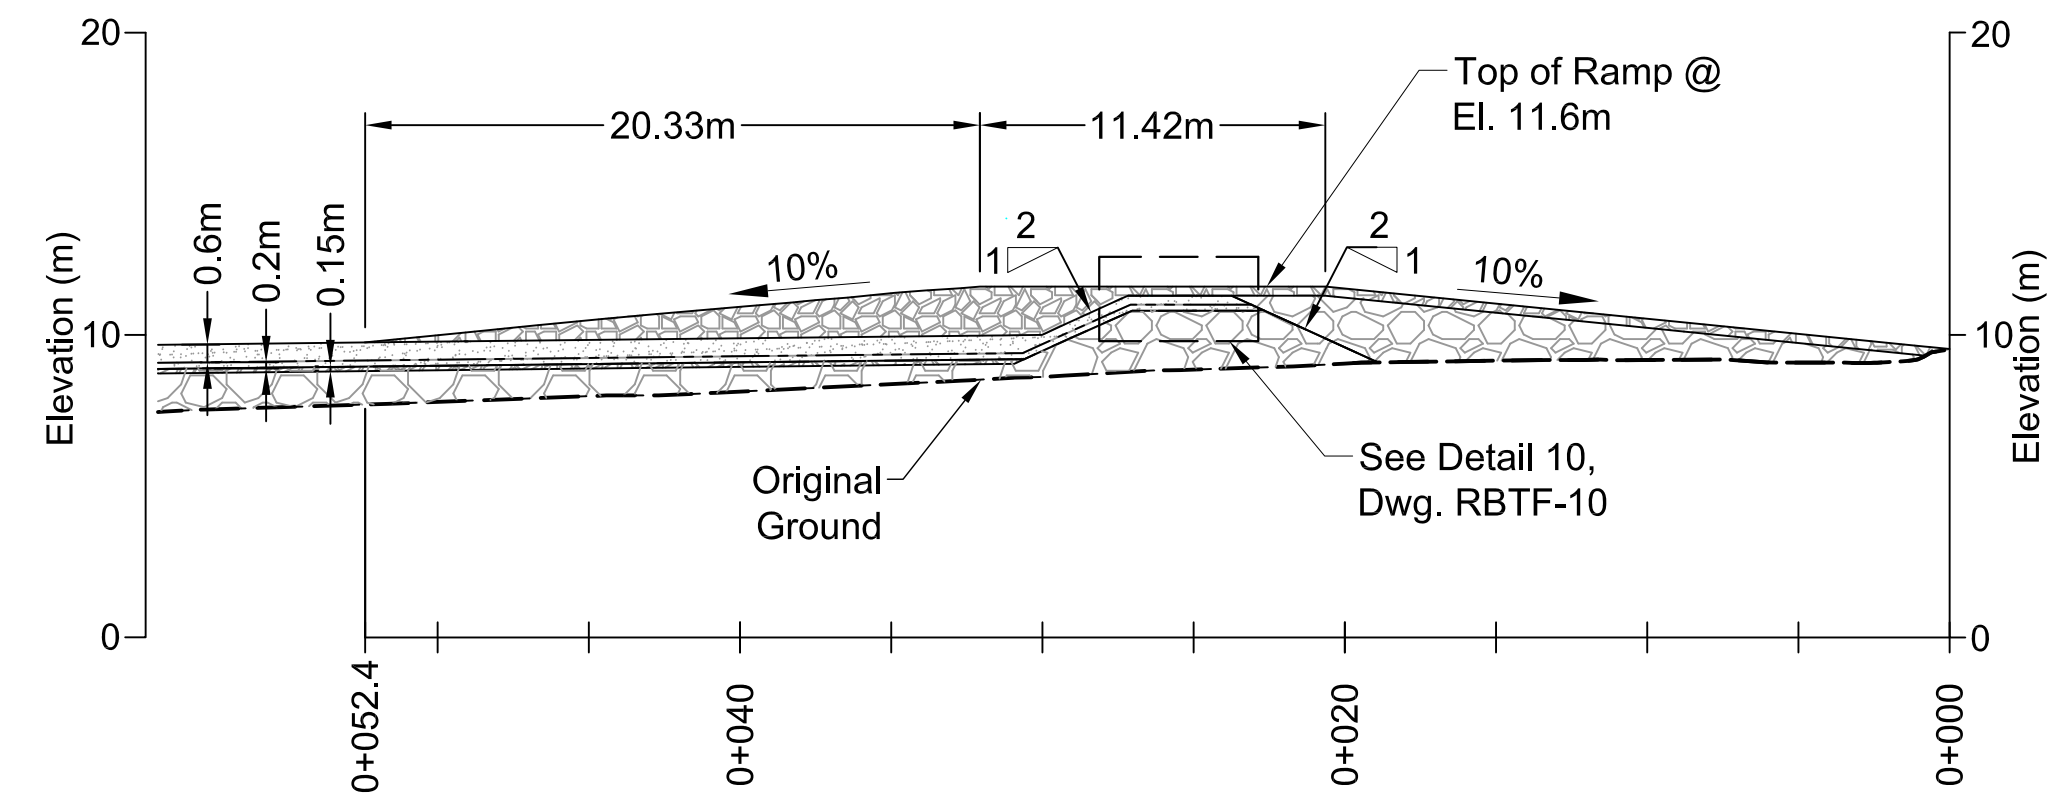 20
20
Top of Ramp @
El. 11.6m
20.33m
11.42m
0.6m
0.2m
0.15m
2
1
2
1
10%
10%
Elevation (m)
10
10
Elevation (m)
Original
Ground
See Detail 10,
Dwg. RBTF-10
0
0
0+052.4
0+040
0+020
0+000